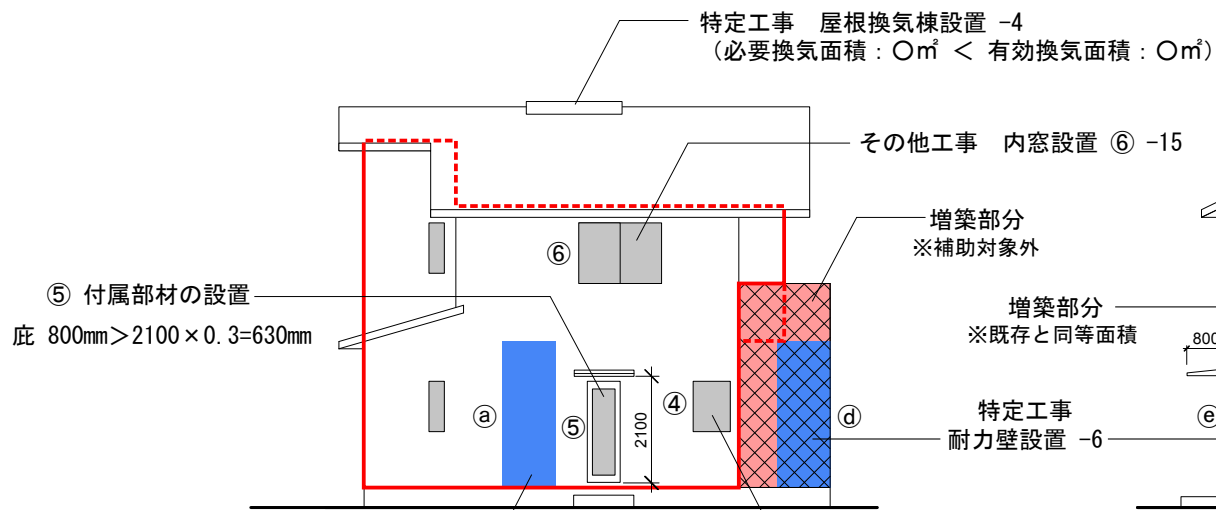 特定工事　屋根換気棟設置 -4
（必要換気面積：〇㎡ ＜ 有効換気面積：〇㎡）
その他工事　内窓設置 ⑥ -15
増築部分
※補助対象外
⑥
⑤ 付属部材の設置
庇 800mm＞2100×0.3=630mm
増築部分
※既存と同等面積
800
ⓐ
⑤
2100
④
ⓓ
特定工事
耐力壁設置 -6
ⓔ